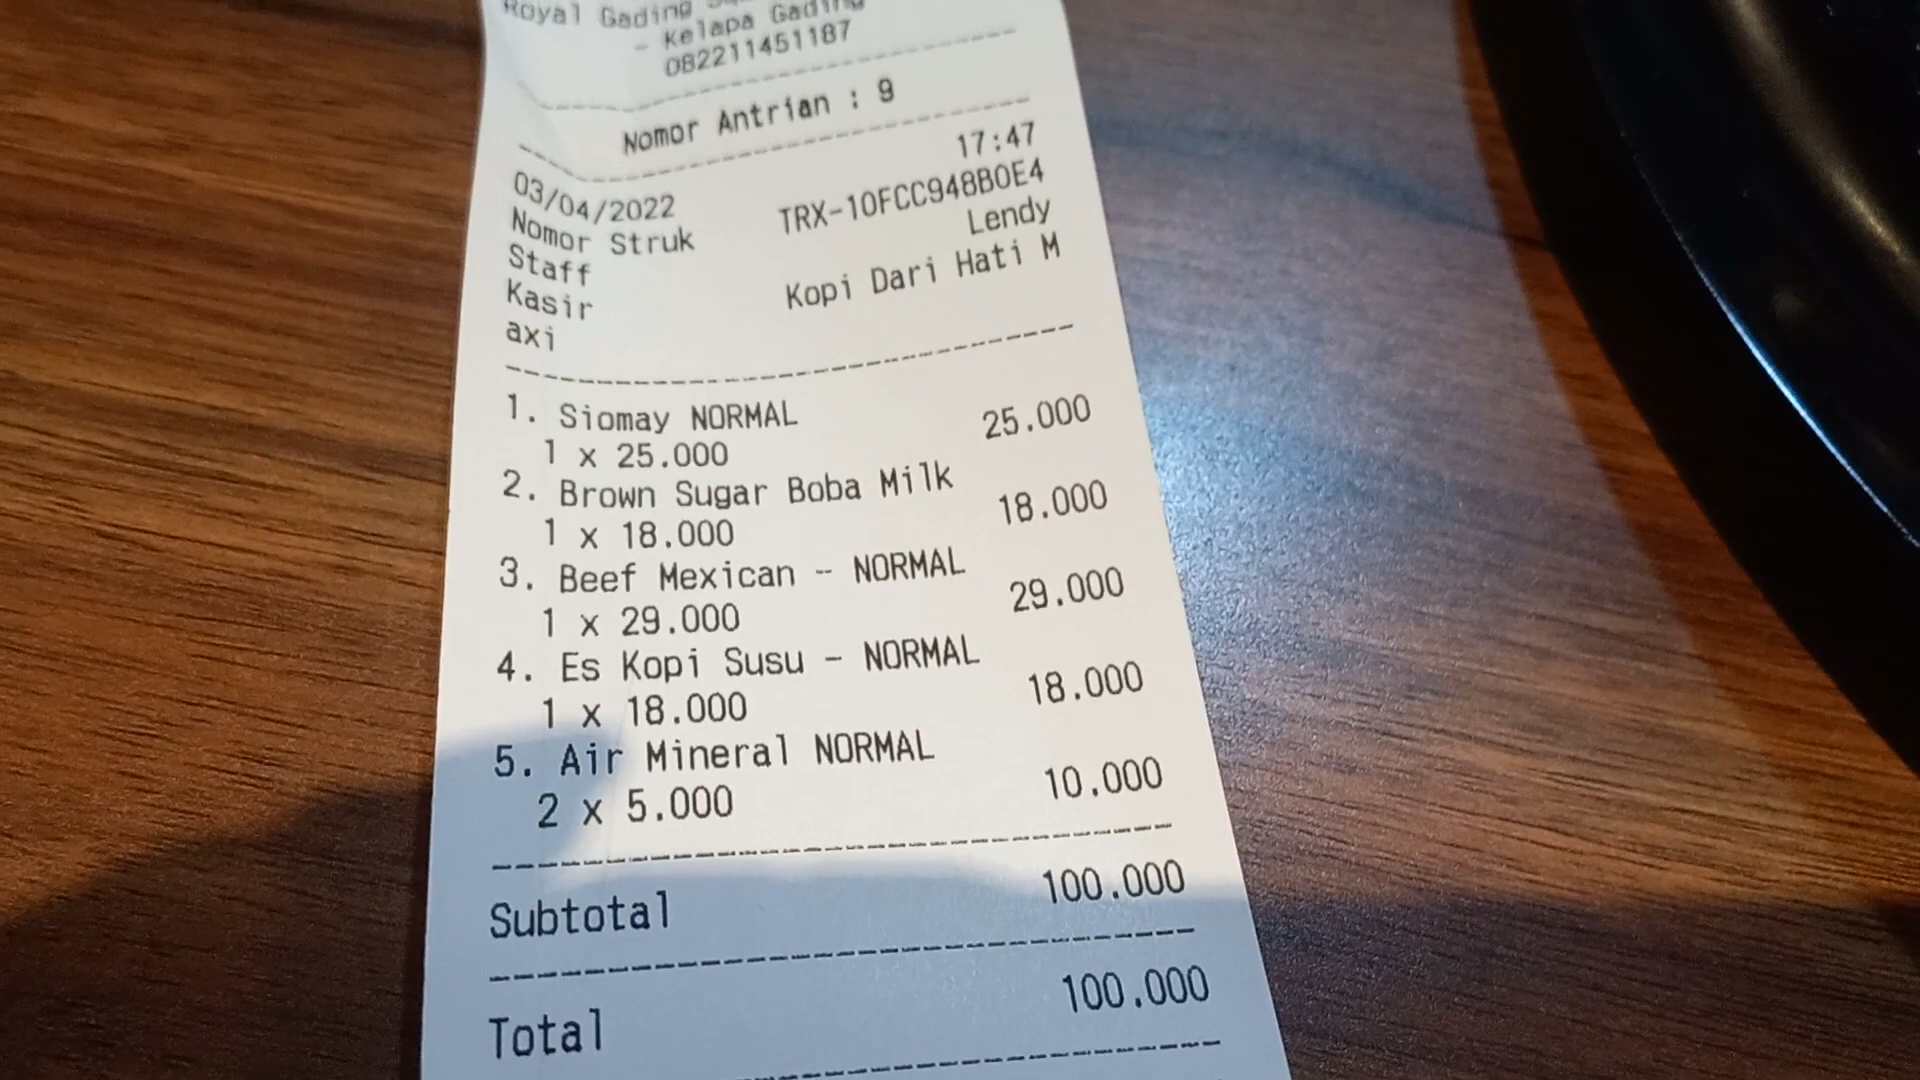 Royal Gading
- Kelapa Gading
082211451187
Nomor Antrian : 9
03/04/2022 17:47
Nomor Struk TRX-10FCC948B0E4
Staff Lendy
Kasir Kopi Dari Hati M
axi
1. Siomay NORMAL
1 x 25.000 25.000
2. Brown Sugar Boba Milk
1 x 18.000 18.000
3. Beef Mexican - NORMAL
1 x 29.000 29.000
4. Es Kopi Susu - NORMAL
1 x 18.000 18.000
5. Air Mineral NORMAL
2 x 5.000 10.000
Subtotal 100.000
Total 100.000